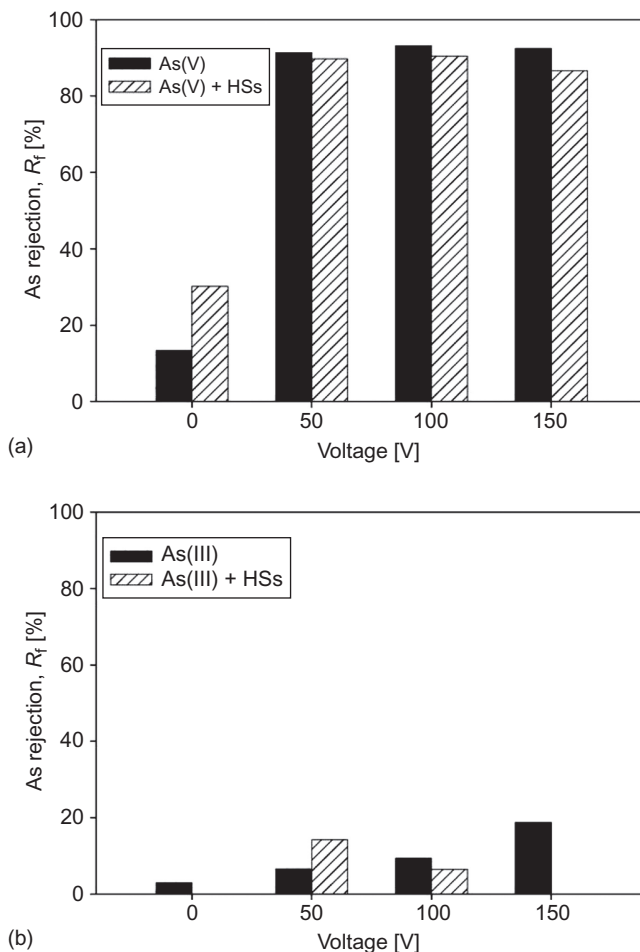 100
80
60
40
20
0
As rejection, Rf [%]
As(V)
As(V) + HSs
0 50 100 150
Voltage [V]
(a)
100
80
60
40
20
0
As rejection, Rf [%]
As(III)
As(III) + HSs
0 50 100 150
Voltage [V]
(b)